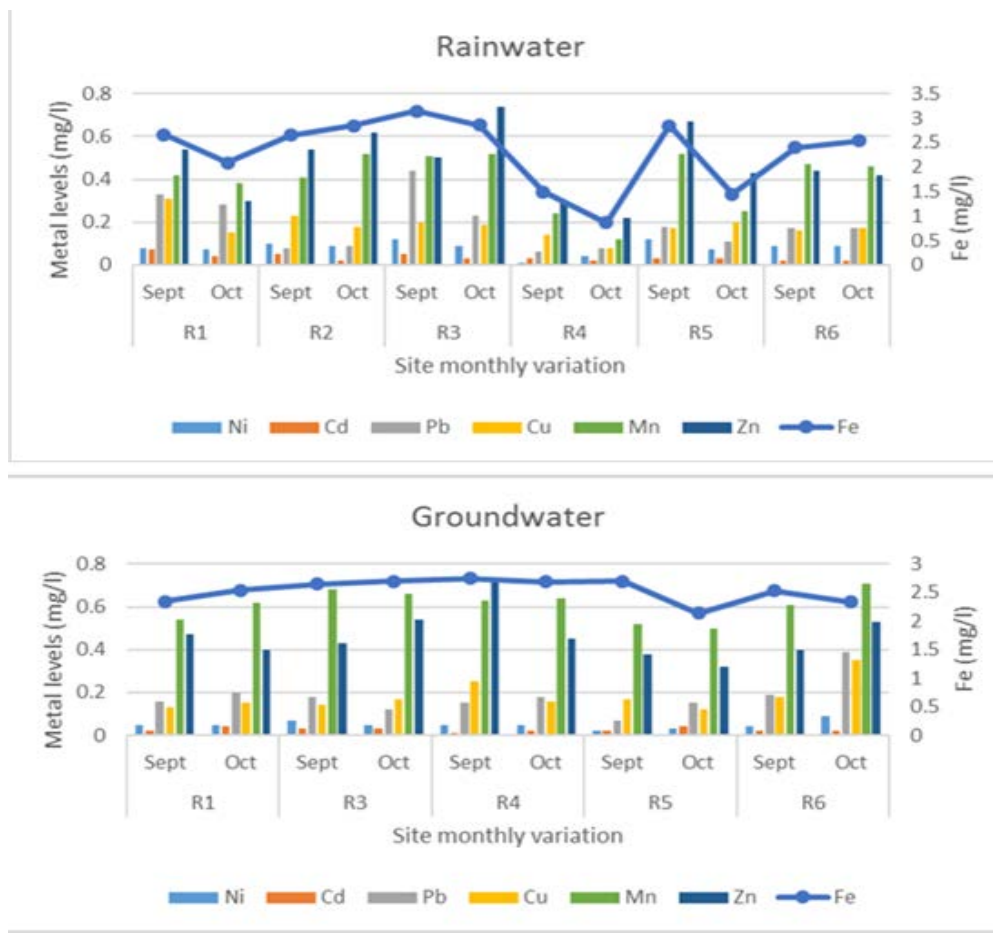 Rainwater
Metal levels (mg/l)
0.8
0.6
0.4
0.2
0
3.5
3
2.5
2
1.5
1
0.5
0
Fe (mg/l)
Sept Oct Sept Oct Sept Oct Sept Oct Sept Oct Sept Oct
R1 R2 R3 R4 R5 R6
Site monthly variation
Ni Cd Pb Cu Mn Zn Fe
Groundwater
Metal levels (mg/l)
0.8
0.6
0.4
0.2
0
3
2.5
2
1.5
1
0.5
0
Fe (mg/l)
Sept Oct Sept Oct Sept Oct Sept Oct Sept Oct
R1 R3 R4 R5 R6
Site monthly variation
Ni Cd Pb Cu Mn Zn Fe